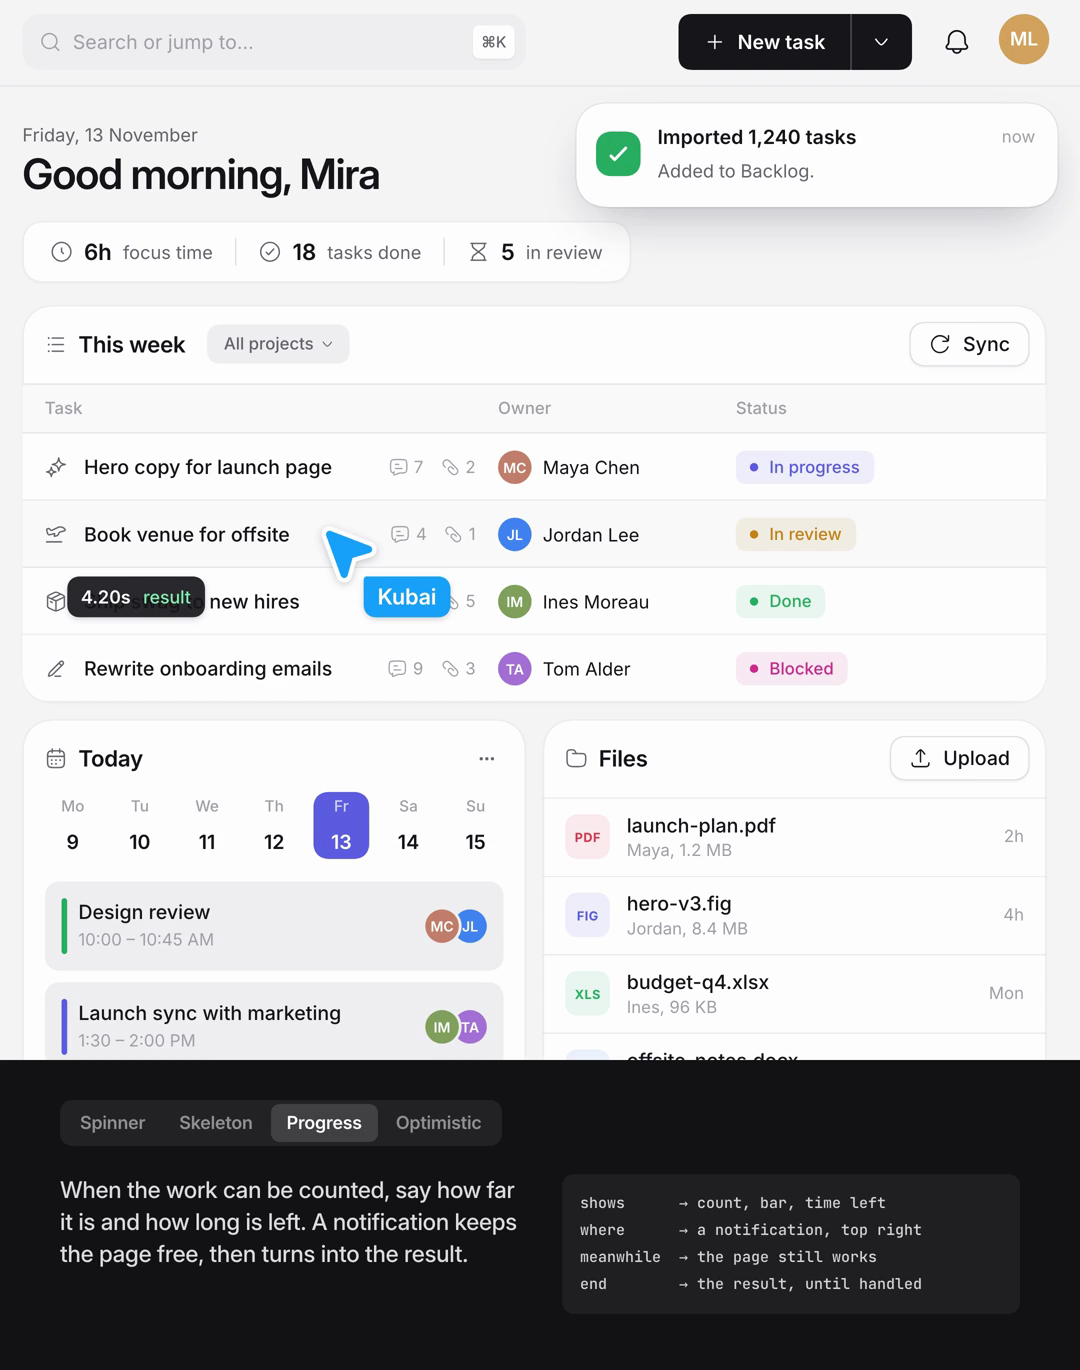 Search or jump to...
⌘K
+ New task
ML
Friday, 13 November
Good morning, Mira
Imported 1,240 tasks
now
Added to Backlog.
6h focus time
18 tasks done
5 in review
This week
All projects
Sync
Task Owner Status
Hero copy for launch page 7 2 MC Maya Chen In progress
Book venue for offsite 4 1 JL Jordan Lee In review
4.20s result
new hires 5 IM Ines Moreau Done
Kubai
Rewrite onboarding emails 9 3 TA Tom Alder Blocked
Today
Mo Tu We Th Fr Sa Su
9 10 11 12 13 14 15
Design review
10:00 – 10:45 AM
MC JL
Launch sync with marketing
1:30 – 2:00 PM
IM TA
Files
Upload
PDF launch-plan.pdf 2h
Maya, 1.2 MB
FIG hero-v3.fig 4h
Jordan, 8.4 MB
XLS budget-q4.xlsx Mon
Ines, 96 KB
offsite-notes.docx
Spinner Skeleton Progress Optimistic
When the work can be counted, say how far
it is and how long is left. A notification keeps
the page free, then turns into the result.
shows → count, bar, time left
where → a notification, top right
meanwhile → the page still works
end → the result, until handled